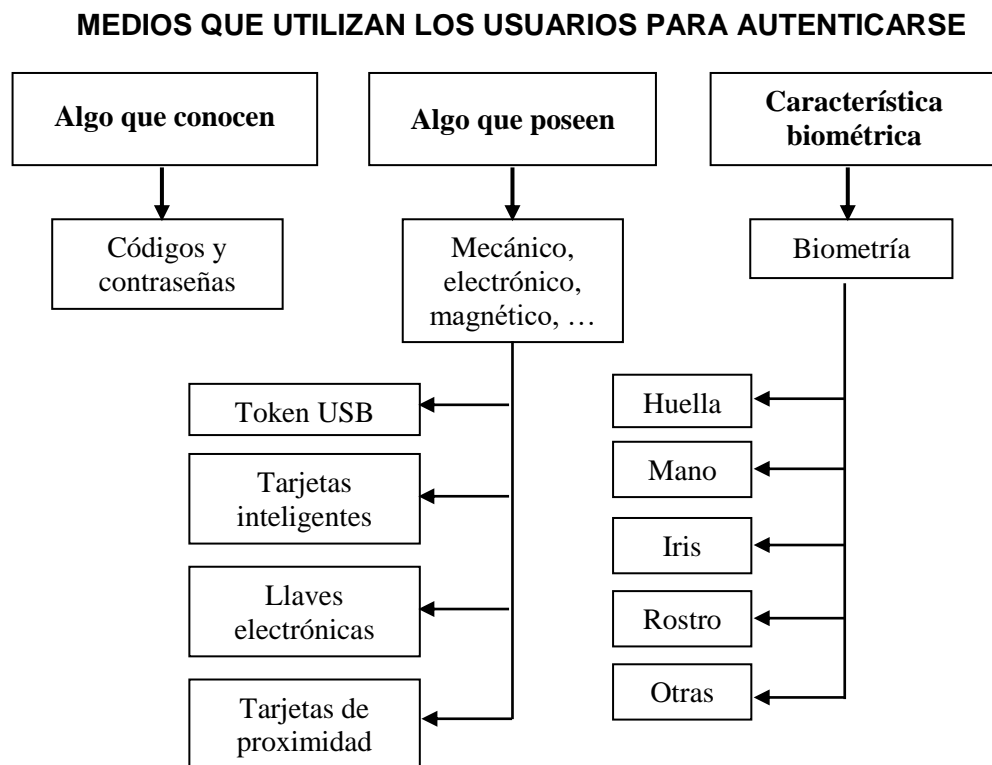 MEDIOS QUE UTILIZAN LOS USUARIOS PARA AUTENTICARSE
Algo que conocen
Algo que poseen
Característica
biométrica
Códigos y
contraseñas
Mecánico,
electrónico,
magnético, …
Biometría
Token USB
Tarjetas
inteligentes
Llaves
electrónicas
Tarjetas de
proximidad
Huella
Mano
Iris
Rostro
Otras